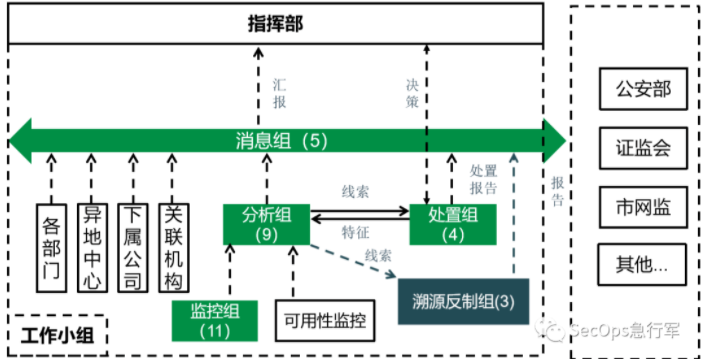 指挥部
汇
报
决
策
消息组（5）
各
部
门
异
地
中
心
下
属
公
司
关
联
机
构
分析组
(9)
线索
特征
处置组
(4)
处置
报告
报
告
线索
监控组
(11)
可用性监控
溯源反制组(3)
工作小组
公安部
证监会
市网监
其他...
SecOps急行军